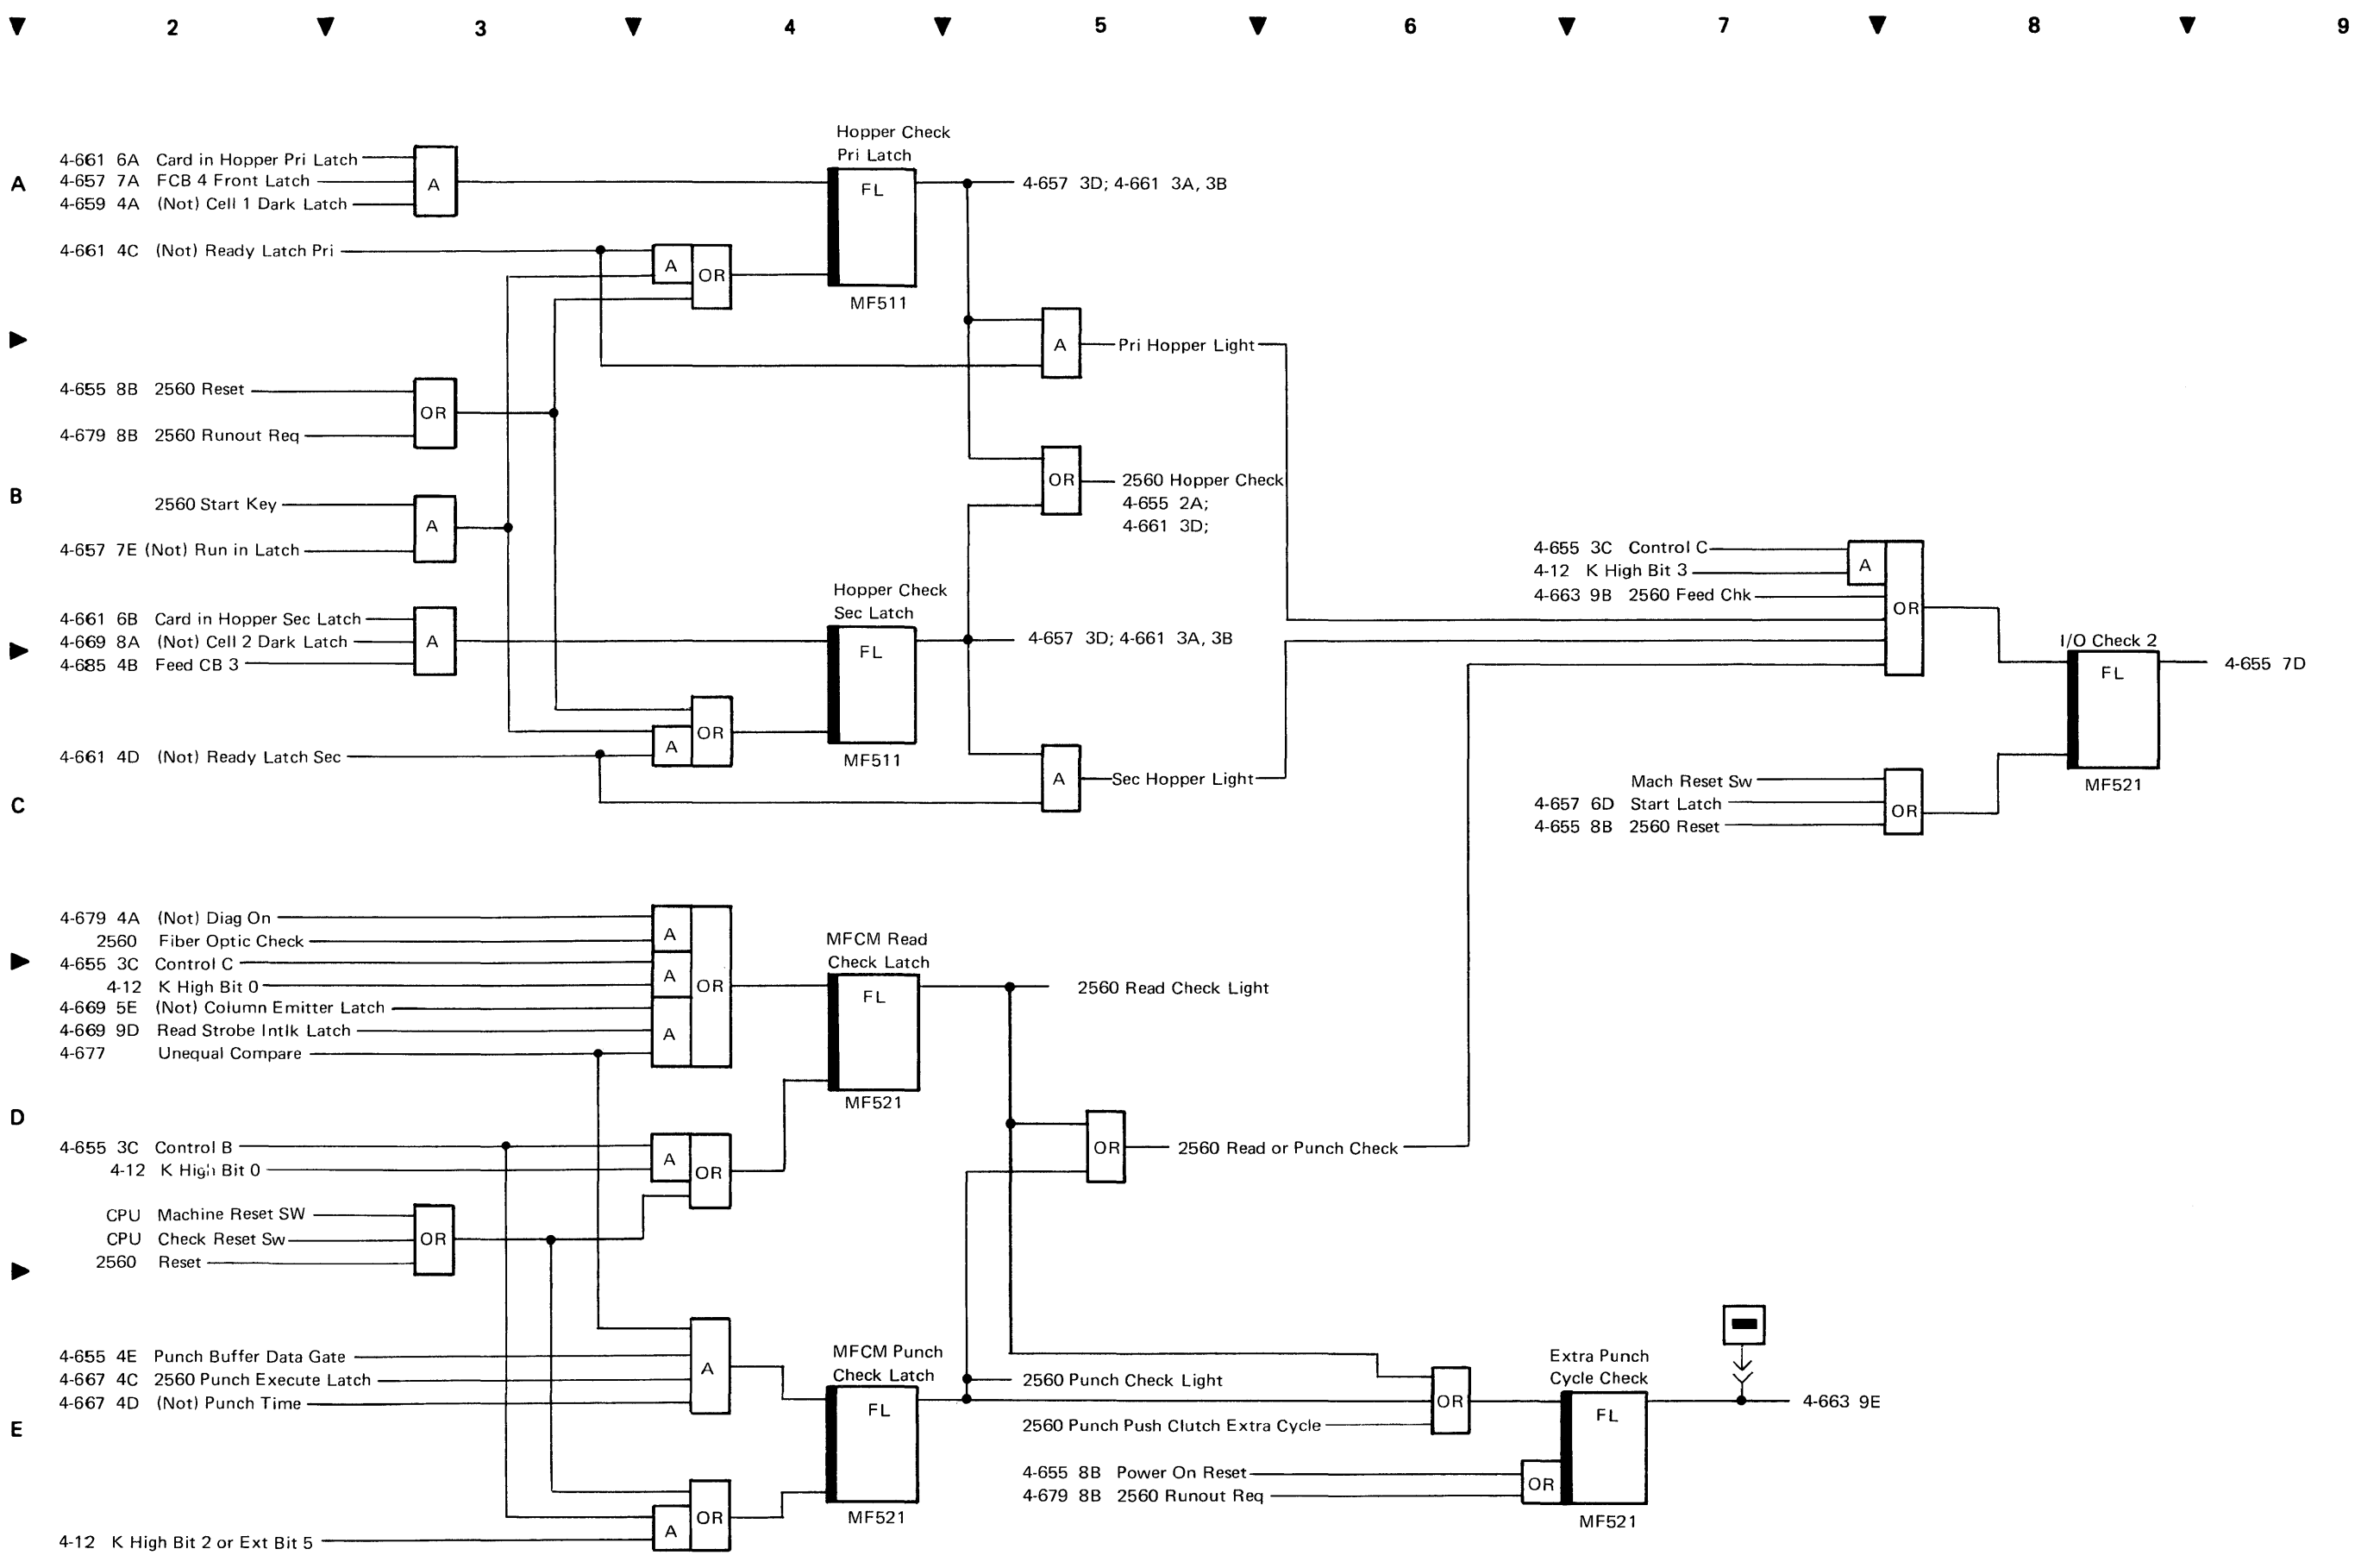 2 3 4 5 6 7 8 9
Hopper Check
Pri Latch
A
4-661 6A Card in Hopper Pri Latch
4-657 7A FCB 4 Front Latch
4-659 4A (Not) Cell 1 Dark Latch
A
FL
4-657 3D; 4-661 3A, 3B
4-661 4C (Not) Ready Latch Pri
A
OR
MF511
A
Pri Hopper Light
4-655 8B 2560 Reset
OR
4-679 8B 2560 Runout Req
B
OR
2560 Hopper Check
4-655 2A;
4-661 3D;
2560 Start Key
A
4-657 7E (Not) Run in Latch
4-655 3C Control C
4-12 K High Bit 3
4-663 9B 2560 Feed Chk
A
OR
Hopper Check
Sec Latch
4-661 6B Card in Hopper Sec Latch
4-669 8A (Not) Cell 2 Dark Latch
4-685 4B Feed CB 3
A
FL
4-657 3D; 4-661 3A, 3B
I/O Check 2
FL
4-655 7D
OR
A
4-661 4D (Not) Ready Latch Sec
MF511
A
Sec Hopper Light
MF521
C
Mach Reset Sw
4-657 6D Start Latch
4-655 8B 2560 Reset
OR
4-679 4A (Not) Diag On
2560 Fiber Optic Check
4-655 3C Control C
4-12 K High Bit 0
4-669 5E (Not) Column Emitter Latch
4-669 9D Read Strobe Intlk Latch
4-677 Unequal Compare
A
A
A
OR
MFCM Read
Check Latch
FL
2560 Read Check Light
MF521
D
4-655 3C Control B
4-12 K High Bit 0
A
OR
OR
2560 Read or Punch Check
CPU Machine Reset SW
CPU Check Reset Sw
2560 Reset
OR
4-655 4E Punch Buffer Data Gate
4-667 4C 2560 Punch Execute Latch
4-667 4D (Not) Punch Time
A
MFCM Punch
Check Latch
FL
2560 Punch Check Light
2560 Punch Push Clutch Extra Cycle
OR
Extra Punch
Cycle Check
FL
4-663 9E
E
4-655 8B Power On Reset
4-679 8B 2560 Runout Req
OR
MF521
OR
A
MF521
4-12 K High Bit 2 or Ext Bit 5